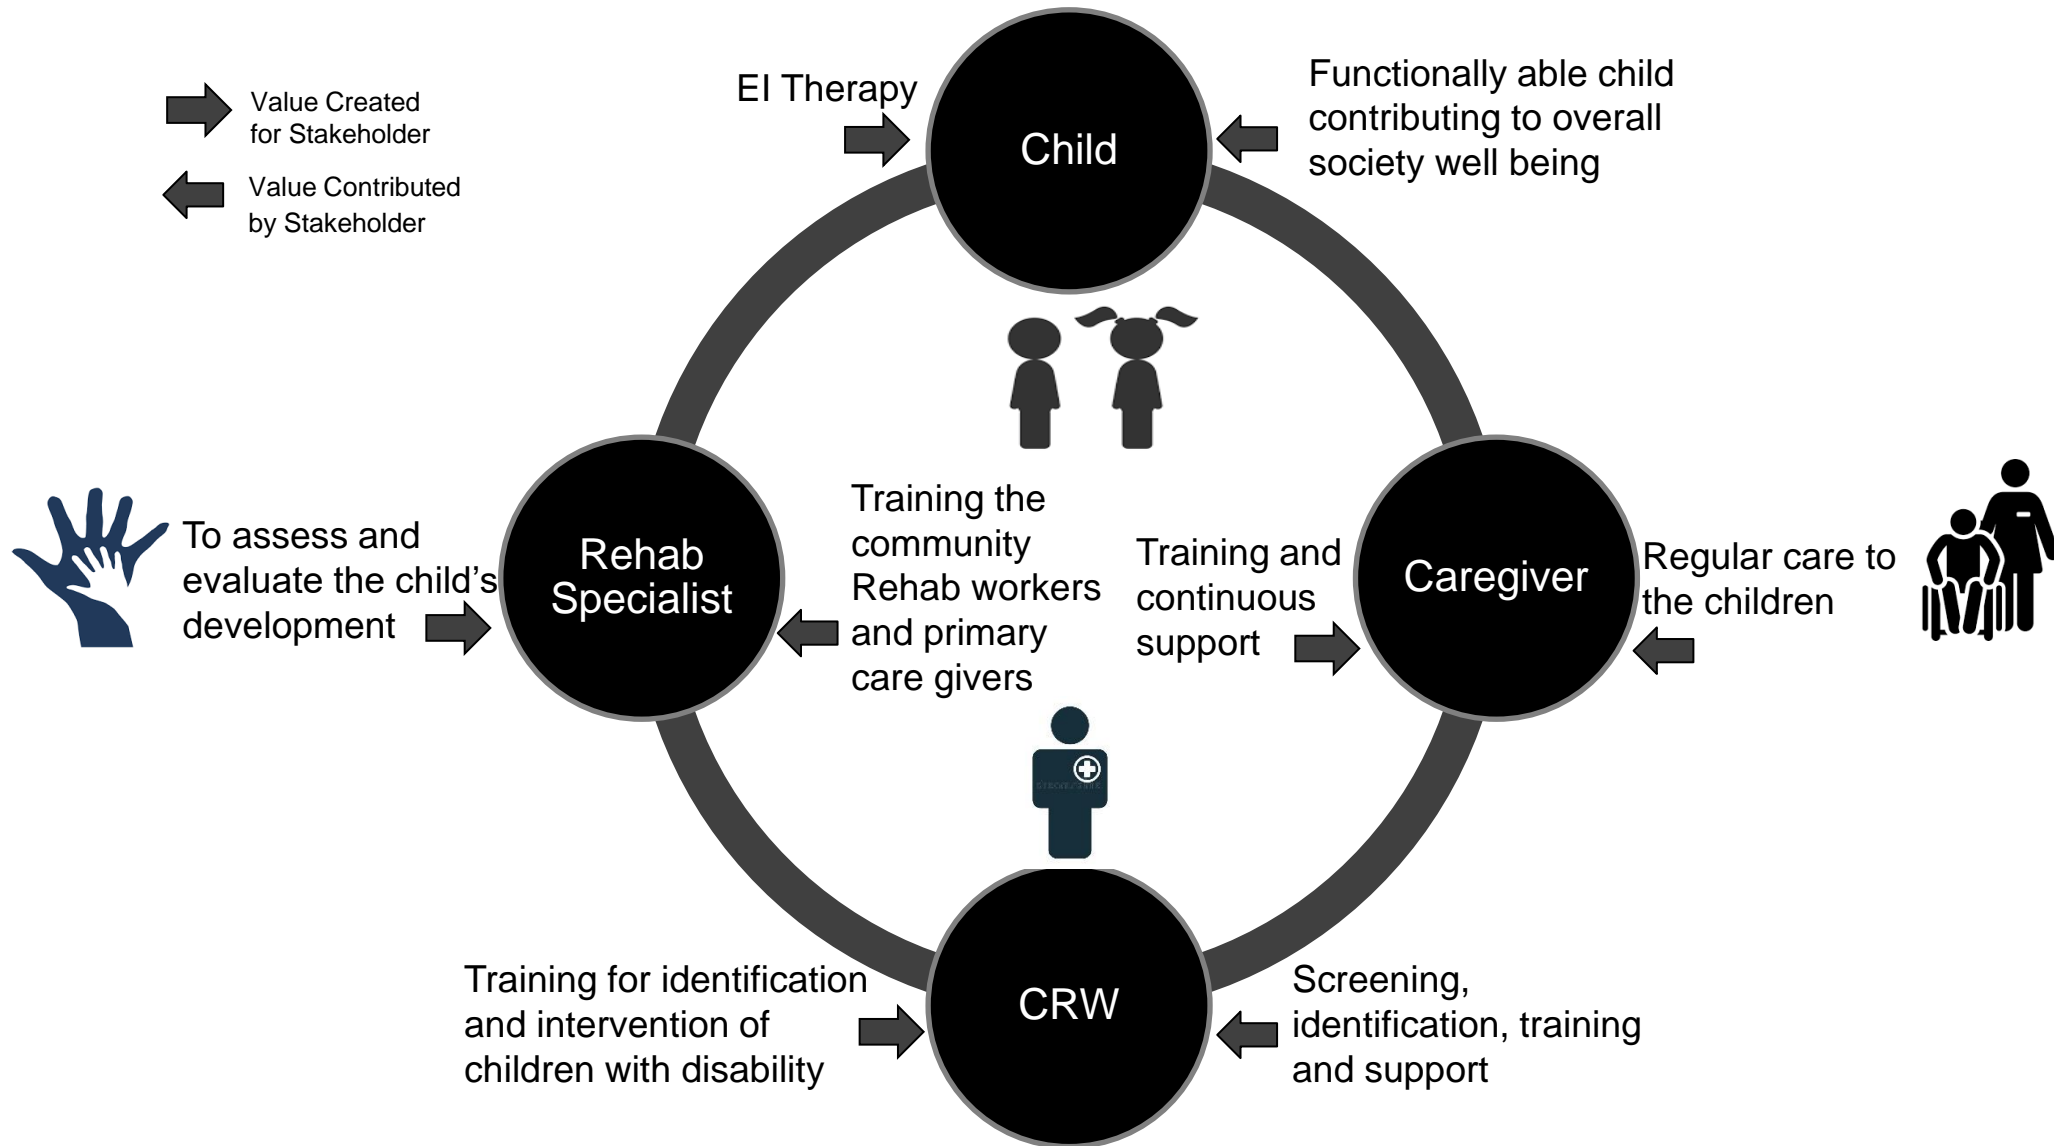 Value Created
for Stakeholder
Value Contributed
by Stakeholder
EI Therapy
Child
Functionally able child
contributing to overall
society well being
To assess and
evaluate the child’s
development
Rehab
Specialist
Training the
community
Rehab workers
and primary
care givers
Training and
continuous
support
Caregiver
Regular care to
the children
Training for identification
and intervention of
children with disability
CRW
Screening,
identification, training
and support